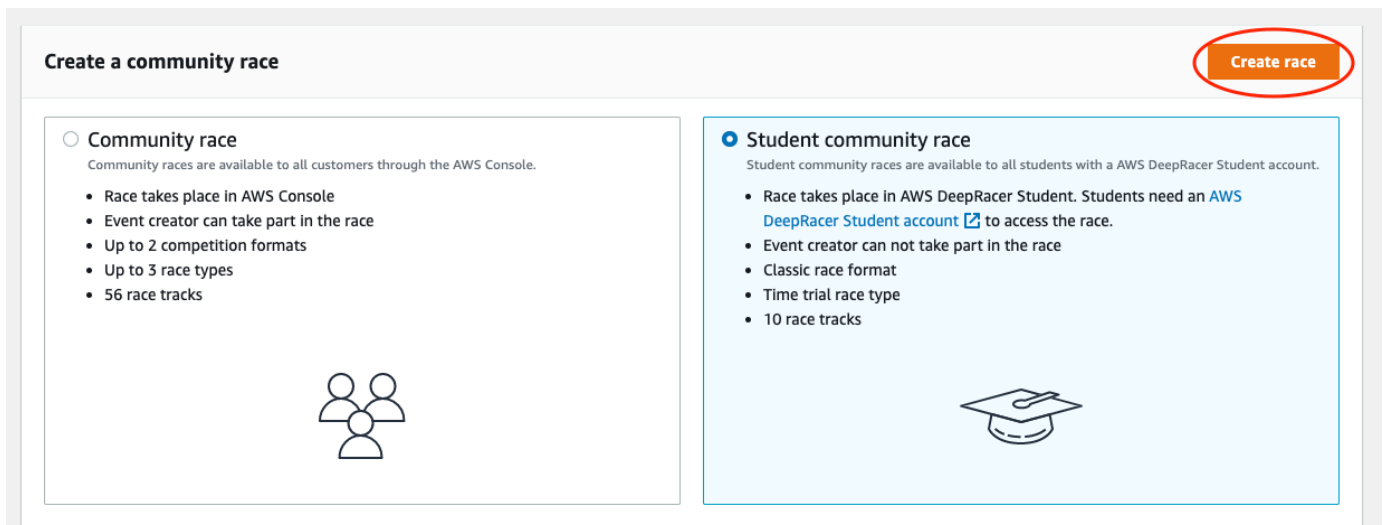 Create a community race
Create race
Community race
Community races are available to all customers through the AWS Console.
• Race takes place in AWS Console
• Event creator can take part in the race
• Up to 2 competition formats
• Up to 3 race types
• 56 race tracks
Student community race
Student community races are available to all students with a AWS DeepRacer Student account.
• Race takes place in AWS DeepRacer Student. Students need an AWS
DeepRacer Student account to access the race.
• Event creator can not take part in the race
• Classic race format
• Time trial race type
• 10 race tracks